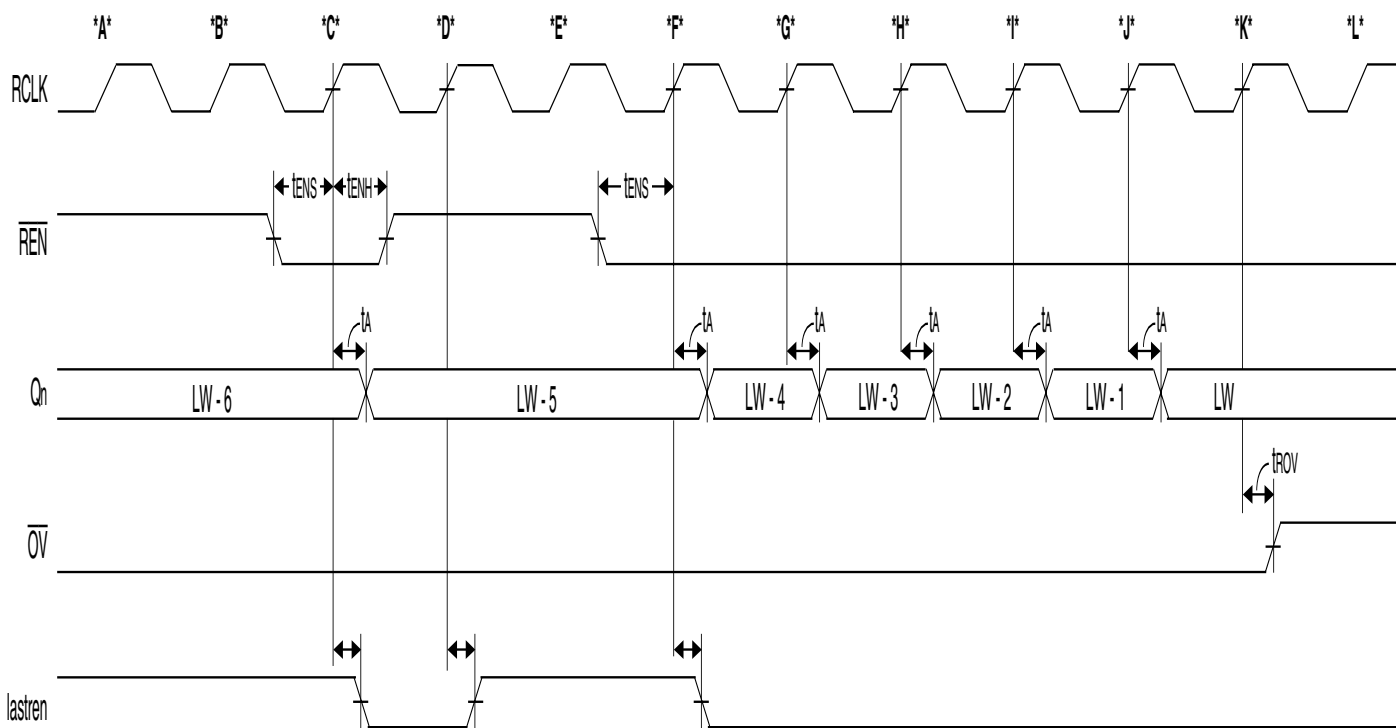 *A* *B* *C* *D* *E* *F* *G* *H* *I* *J* *K* *L*
RCLK
tENS tENH tENS
REN
tA tA tA tA tA tA
Qn LW - 6 LW - 5 LW - 4 LW - 3 LW - 2 LW - 1 LW
tROV
OV
lastren